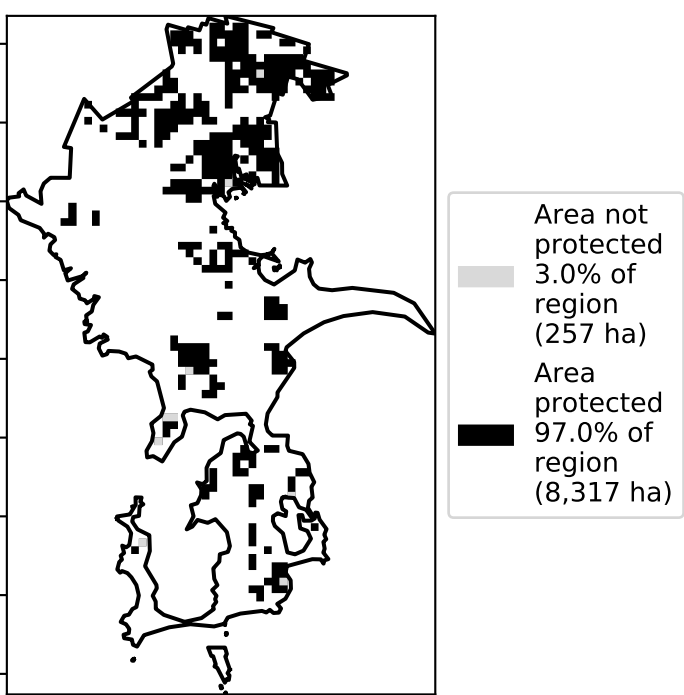 Area not
protected
3.0% of
region
(257 ha)
Area
protected
97.0% of
region
(8,317 ha)